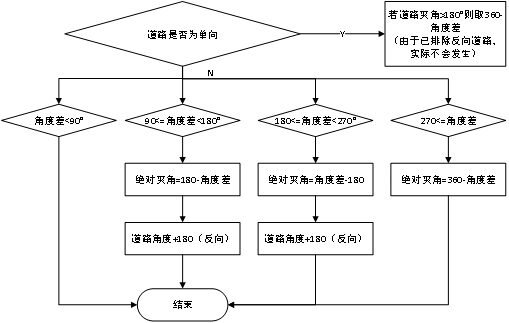 道路是否为单向
Y
若道路夹角>180°则取360-
角度差
（由于已排除反向道路，
实际不会发生）
N
角度差<90°
90<=角度差<180°
180<=角度差<270°
270<=角度差
绝对夹角=180-角度差
绝对夹角=角度差-180
绝对夹角=360-角度差
道路角度+180（反向）
道路角度+180（反向）
结束